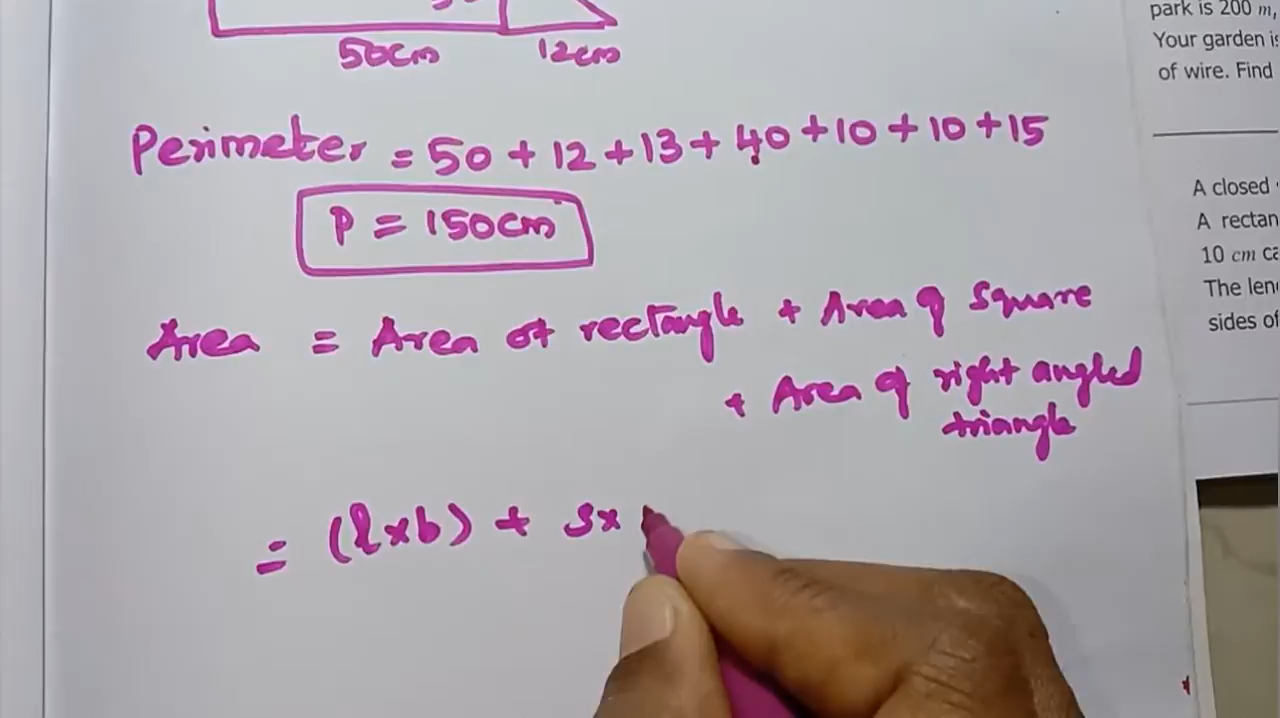 50cm 12cm
Perimeter = 50 + 12 + 13 + 40 + 10 + 10 + 15
P = 150cm
Area = Area of rectangle + Area of square
+ Area of right angled
triangle
= (l×b) + s×
park is 200 m,
Your garden is
of wire. Find
A closed
A rectan
10 cm ca
The len
sides of